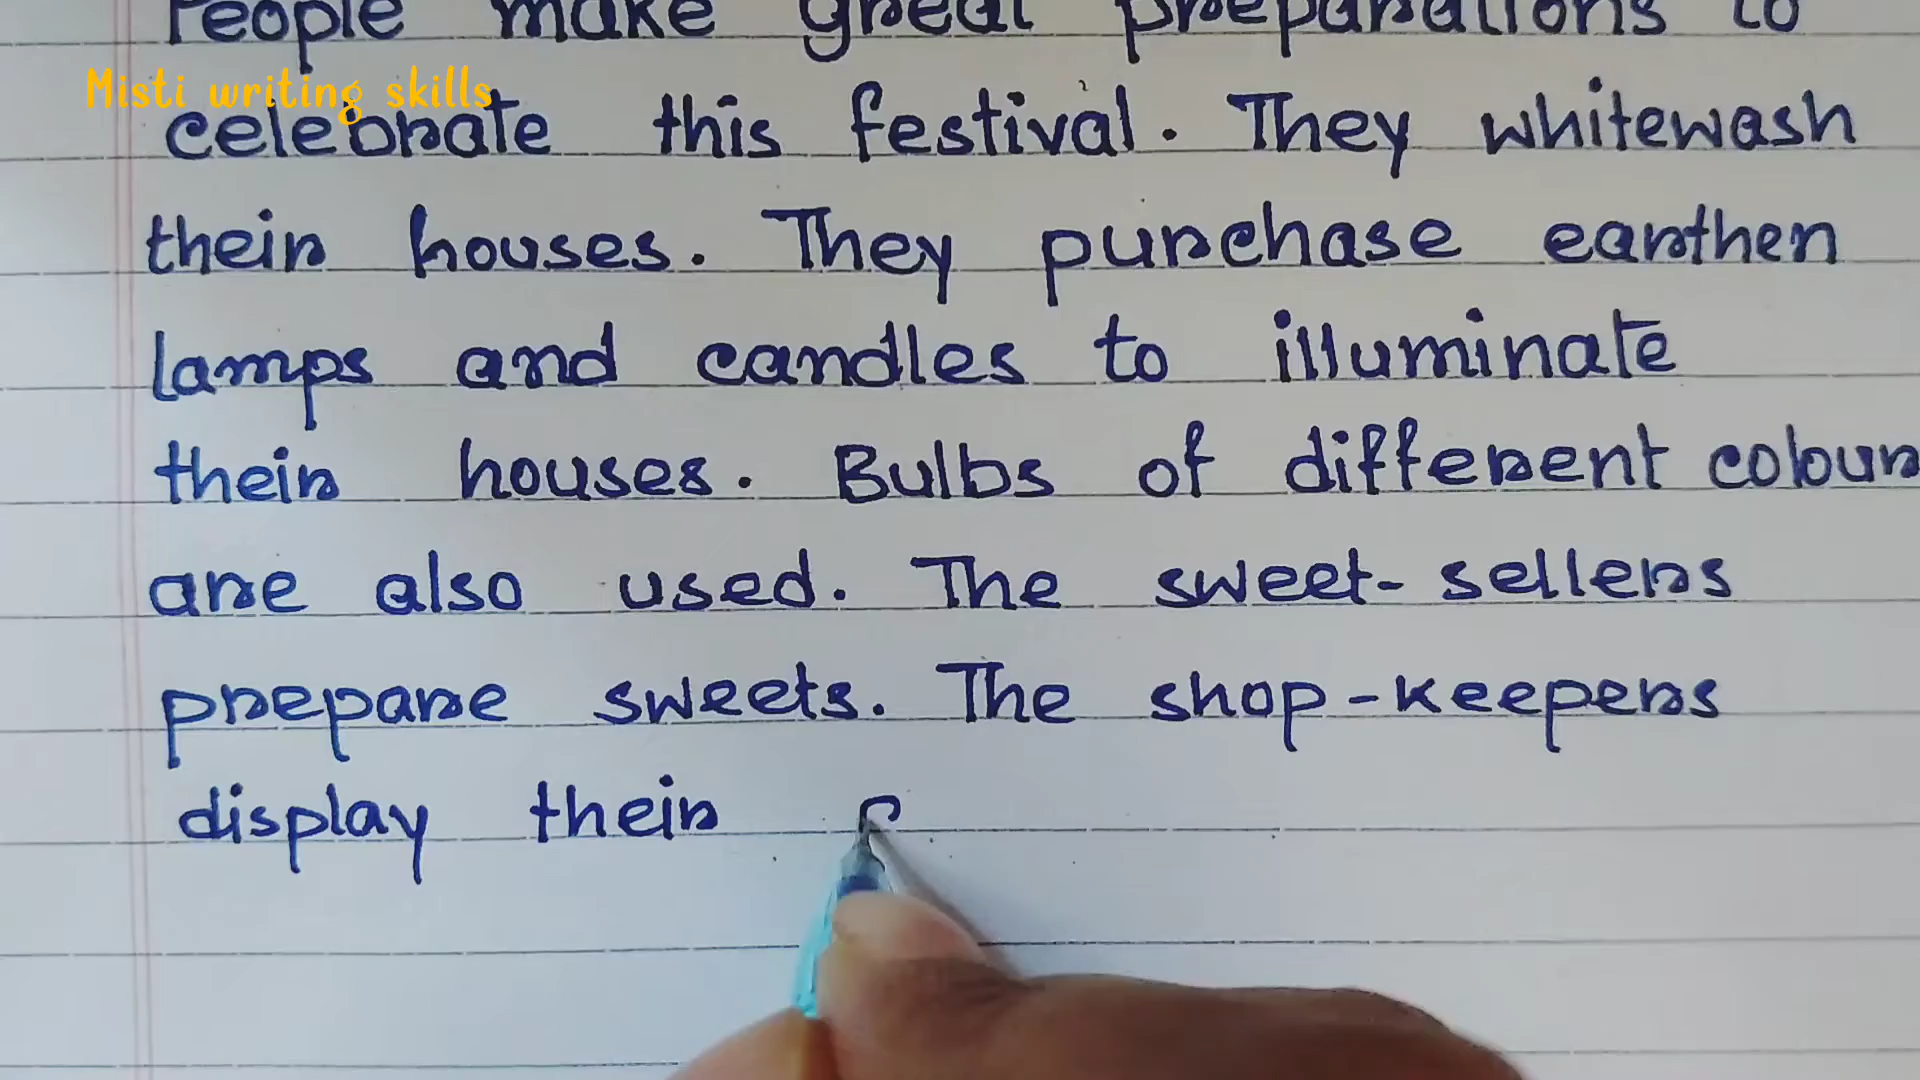 People make great preparations to
Misti writing skills
celebrate this festival. They whitewash
their houses. They purchase earthen
lamps and candles to illuminate
their houses. Bulbs of different colour
are also used. The sweet-sellers
prepare sweets. The shop-keepers
display their